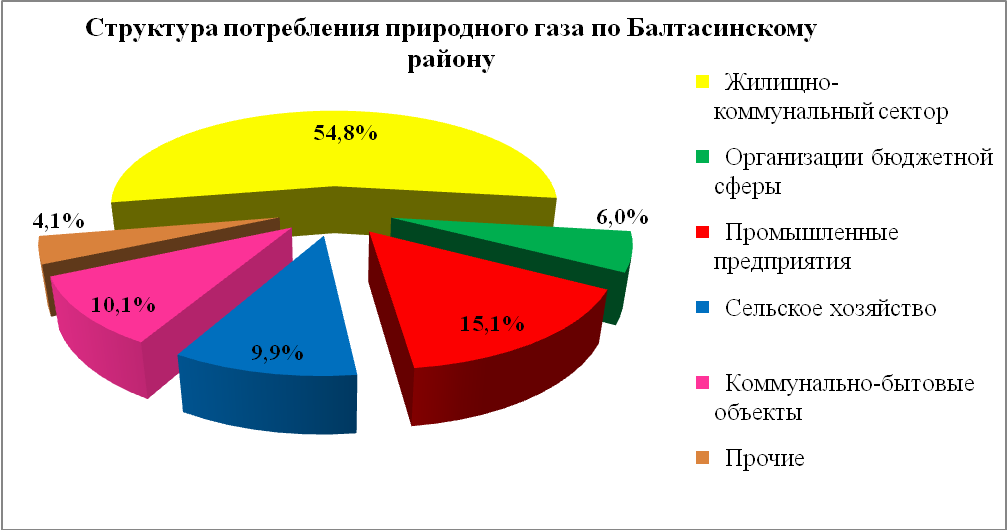 Структура потребления природного газа по Балтасинскому
району
54,8%
6,0%
15,1%
9,9%
10,1%
4,1%
Жилищно-
коммунальный сектор
Организации бюджетной
сферы
Промышленные
предприятия
Сельское хозяйство
Коммунально-бытовые
объекты
Прочие